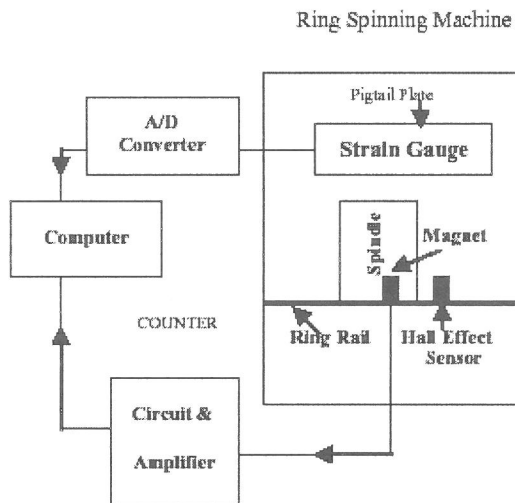 Ring Spinning Machine
Pigtail Plate
A/D
Converter
Strain Gauge
Computer
Spindle
Magnet
COUNTER
Ring Rail
Hall Effect
Sensor
Circuit &
Amplifier